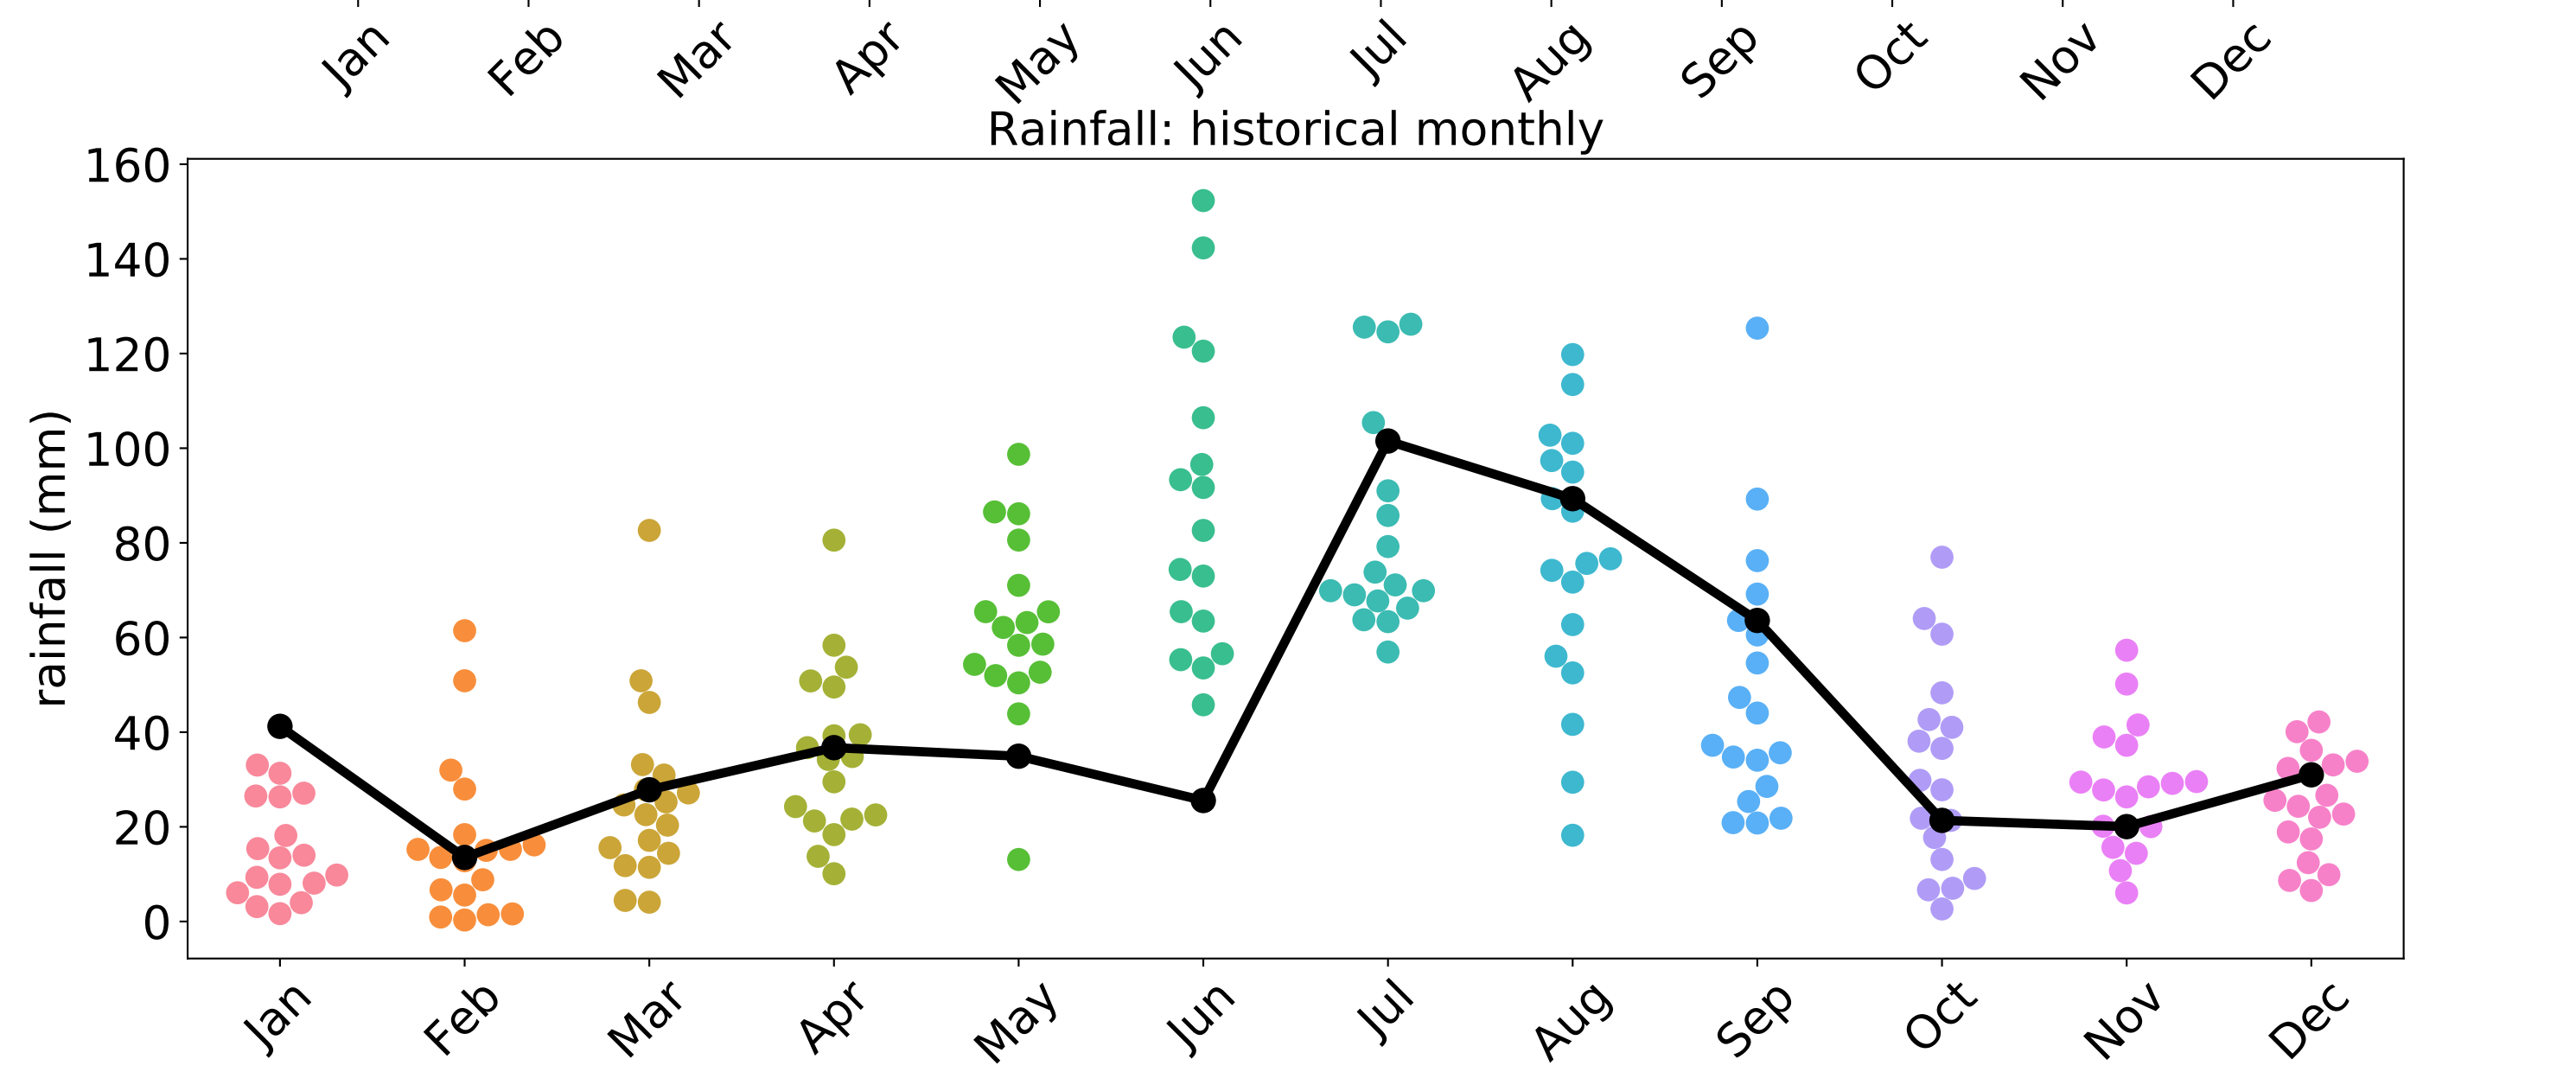 Jan Feb Mar Apr May Jun Jul Aug Sep Oct Nov Dec
Rainfall: historical monthly
160
140
120
100
80
60
40
20
0
rainfall (mm)
Jan Feb Mar Apr May Jun Jul Aug Sep Oct Nov Dec